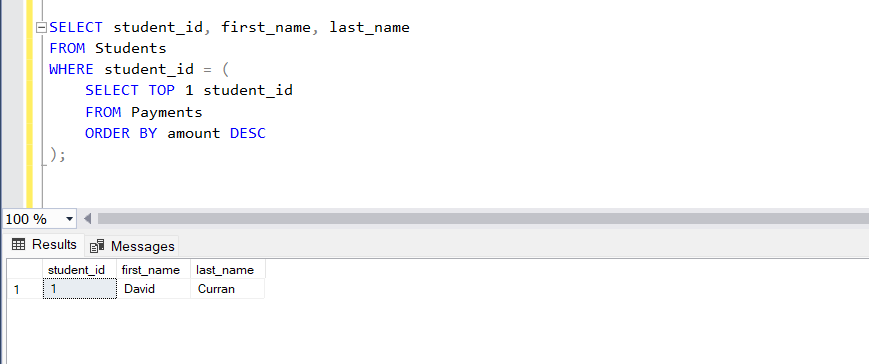 SELECT student_id, first_name, last_name
FROM Students
WHERE student_id = (
    SELECT TOP 1 student_id
    FROM Payments
    ORDER BY amount DESC
);
100 %
Results Messages
student_id first_name last_name
1 1 David Curran